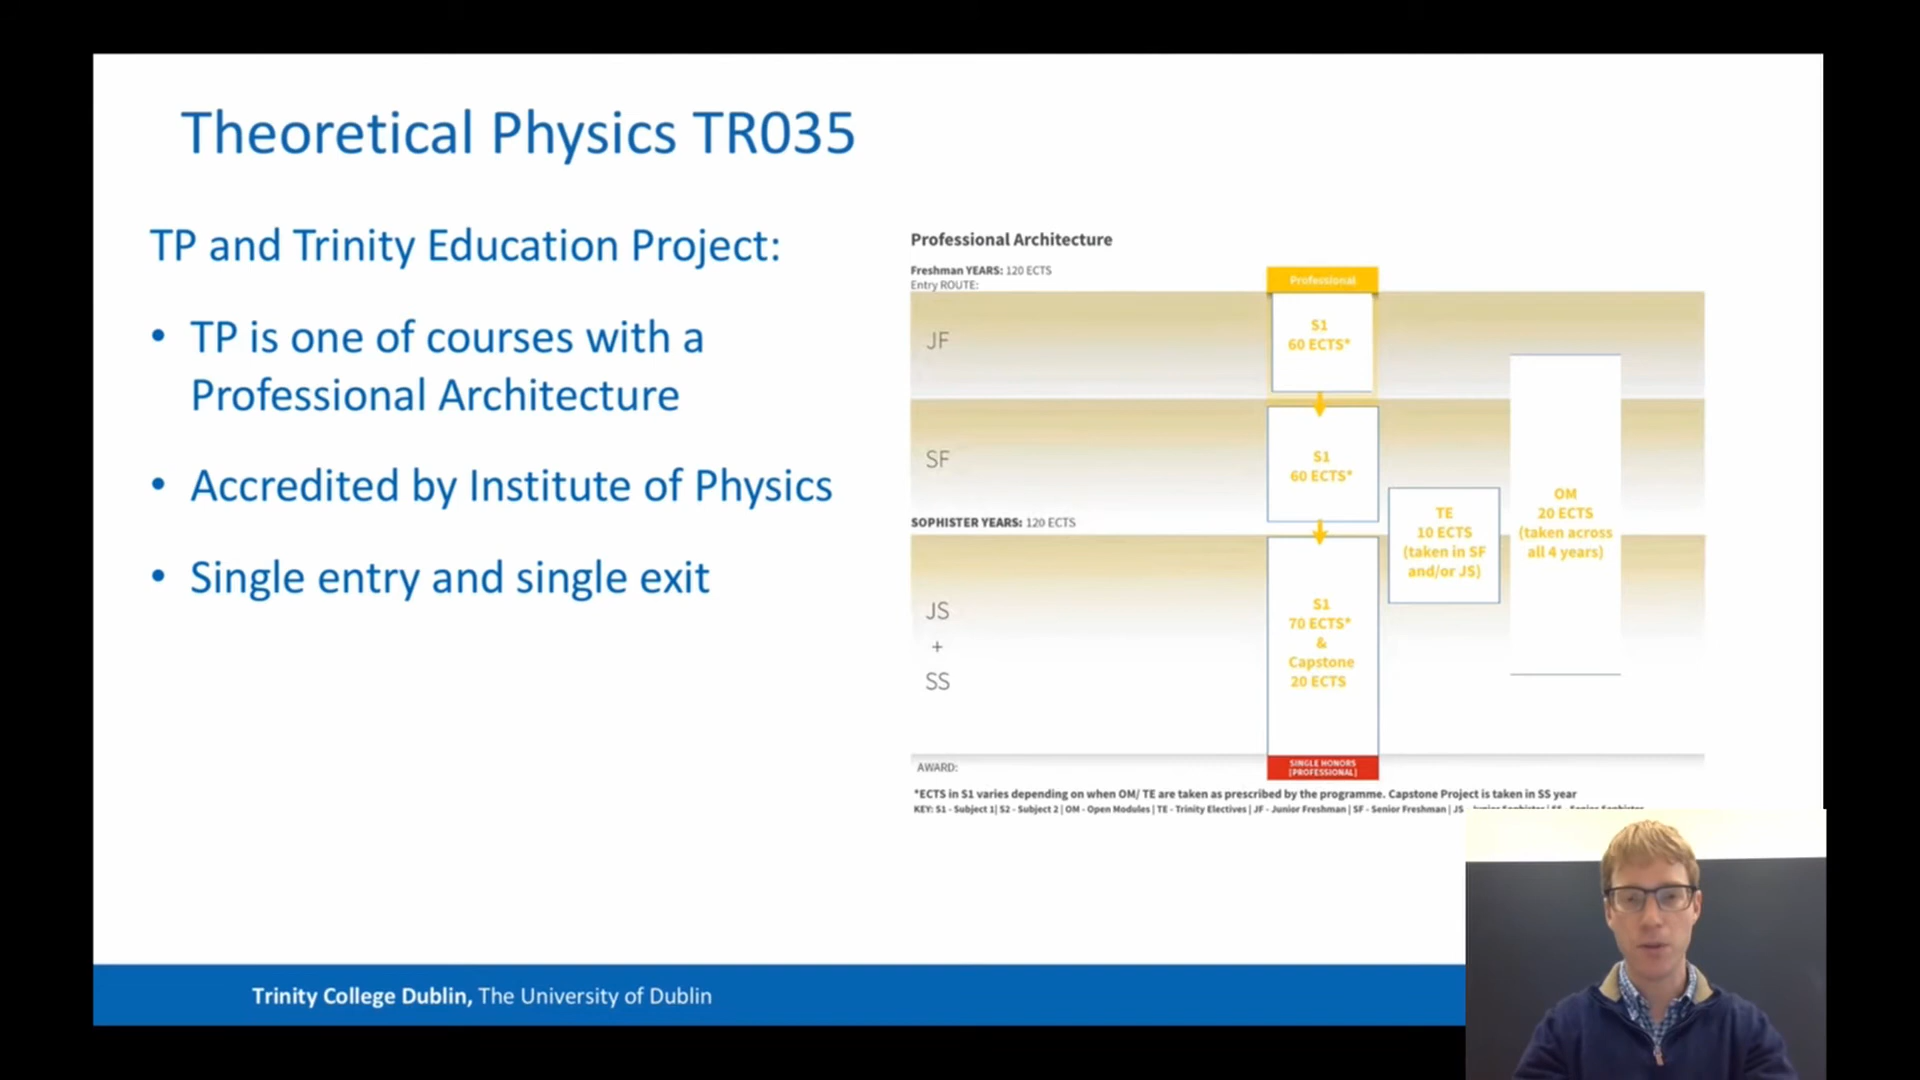 Theoretical Physics TR035
TP and Trinity Education Project:
• TP is one of courses with a
Professional Architecture
• Accredited by Institute of Physics
• Single entry and single exit
Professional Architecture
Freshman YEARS: 120 ECTS
Entry ROUTE:
Professional
JF
S1
60 ECTS*
SF
S1
60 ECTS*
SOPHISTER YEARS: 120 ECTS
TE
10 ECTS
(taken in SF
and/or JS)
OM
20 ECTS
(taken across
all 4 years)
JS
+
SS
S1
70 ECTS*
&
Capstone
20 ECTS
AWARD:
SINGLE HONORS
[PROFESSIONAL]
*ECTS in S1 varies depending on when OM/ TE are taken as prescribed by the programme. Capstone Project is taken in SS year
KEY: S1 - Subject 1| S2 - Subject 2 | OM - Open Modules | TE - Trinity Electives | JF - Junior Freshman | SF - Senior Freshman | JS
Trinity College Dublin, The University of Dublin